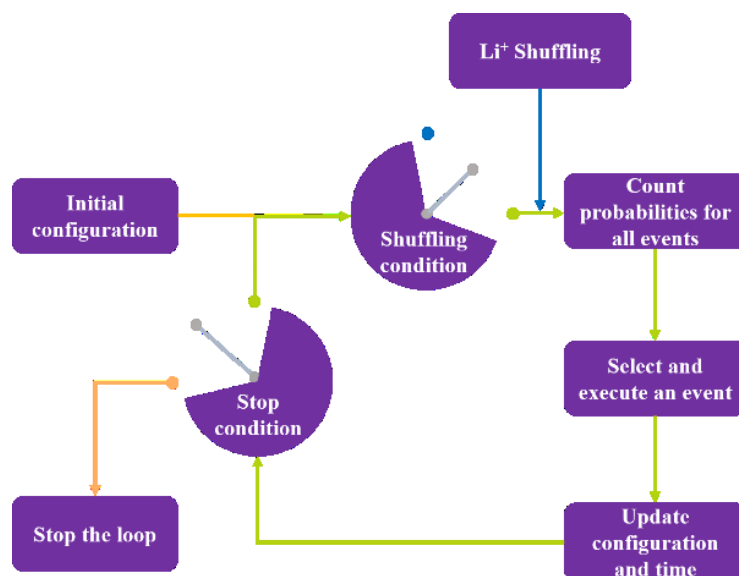 Li⁺ Shuffling
Initial
configuration
Shuffling
condition
Count
probabilities for
all events
Select and
execute an event
Stop
condition
Stop the loop
Update
configuration
and time